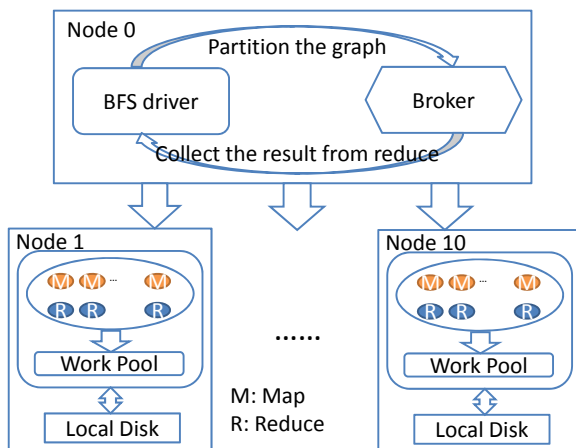 Node 0
Partition the graph
BFS driver
Broker
Collect the result from reduce
Node 1
M M ... M
R R R
Work Pool
Local Disk
......
M: Map
R: Reduce
Node 10
M M ... M
R R R
Work Pool
Local Disk